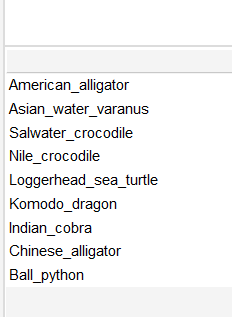 American_alligator
Asian_water_varanus
Salwater_crocodile
Nile_crocodile
Loggerhead_sea_turtle
Komodo_dragon
Indian_cobra
Chinese_alligator
Ball_python